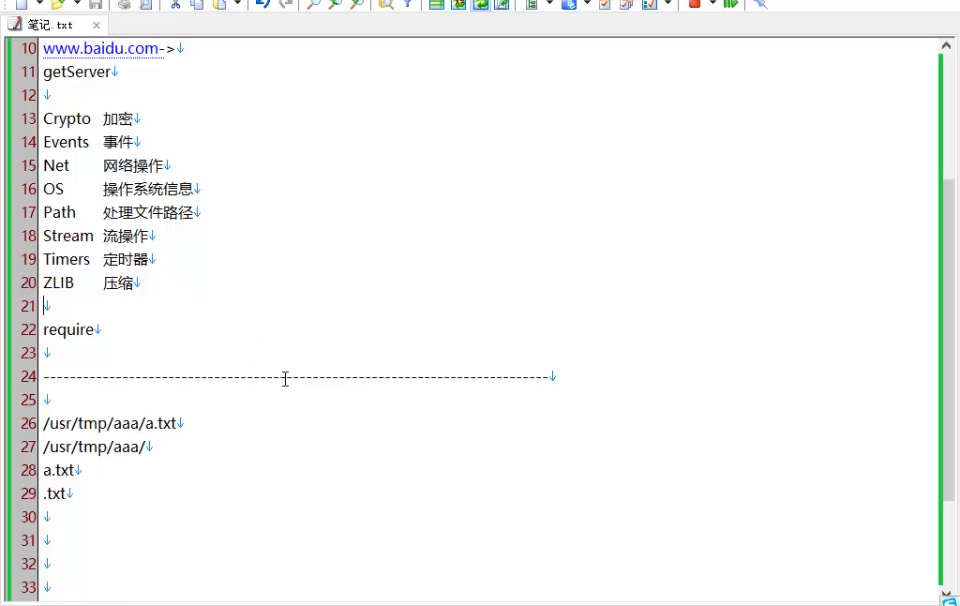 笔记.txt
10 www.baidu.com->
11 getServer
12
13 Crypto 加密
14 Events 事件
15 Net 网络操作
16 OS 操作系统信息
17 Path 处理文件路径
18 Stream 流操作
19 Timers 定时器
20 ZLIB 压缩
21
22 require
23
24 -----------------------------------------------------------------------------
25
26 /usr/tmp/aaa/a.txt
27 /usr/tmp/aaa/
28 a.txt
29 .txt
30
31
32
33